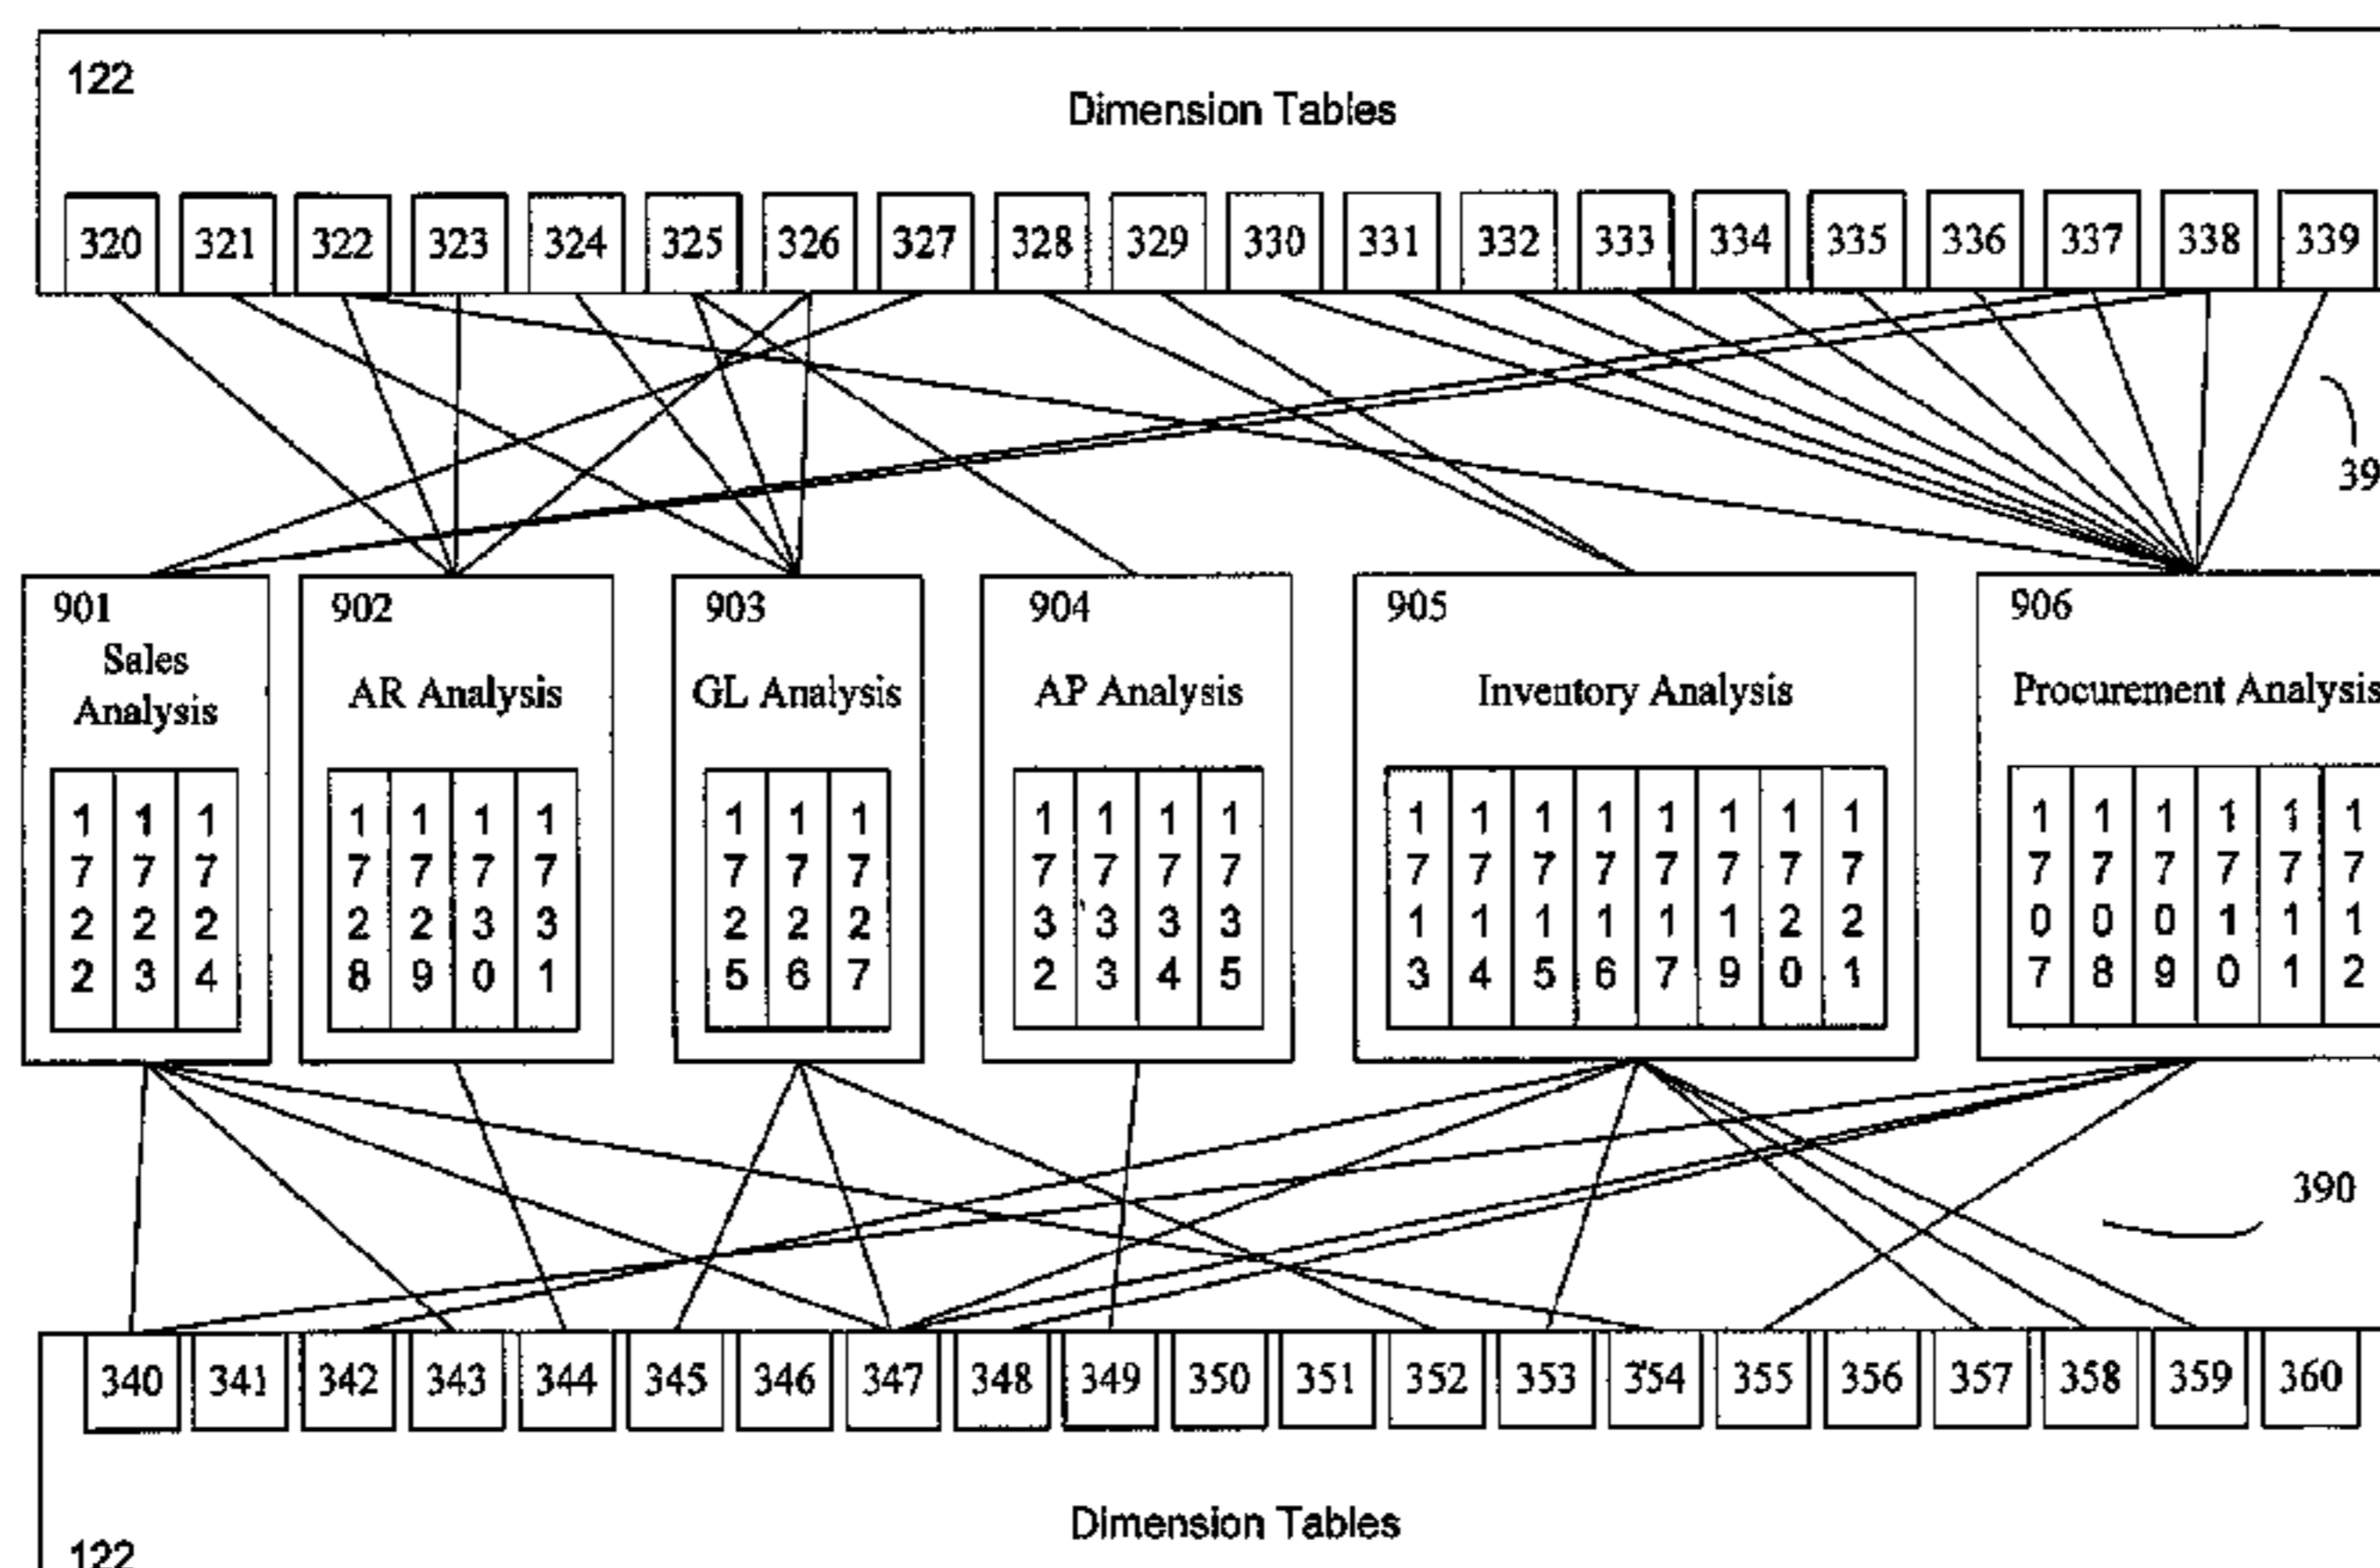 122
Dimension Tables
320 321 322 323 324 325 326 327 328 329 330 331 332 333 334 335 336 337 338 339
39
901 902 903 904 905 906
Sales
Analysis
AR Analysis GL Analysis AP Analysis Inventory Analysis Procurement Analysis
1722 1723 1724 1728 1729 1730 1731 1725 1726 1727 1732 1733 1734 1735 1713 1714 1715 1716 1717 1719 1720 1721 1707 1708 1709 1710 1711 1712
390
340 341 342 343 344 345 346 347 348 349 350 351 352 353 354 355 356 357 358 359 360
Dimension Tables
122